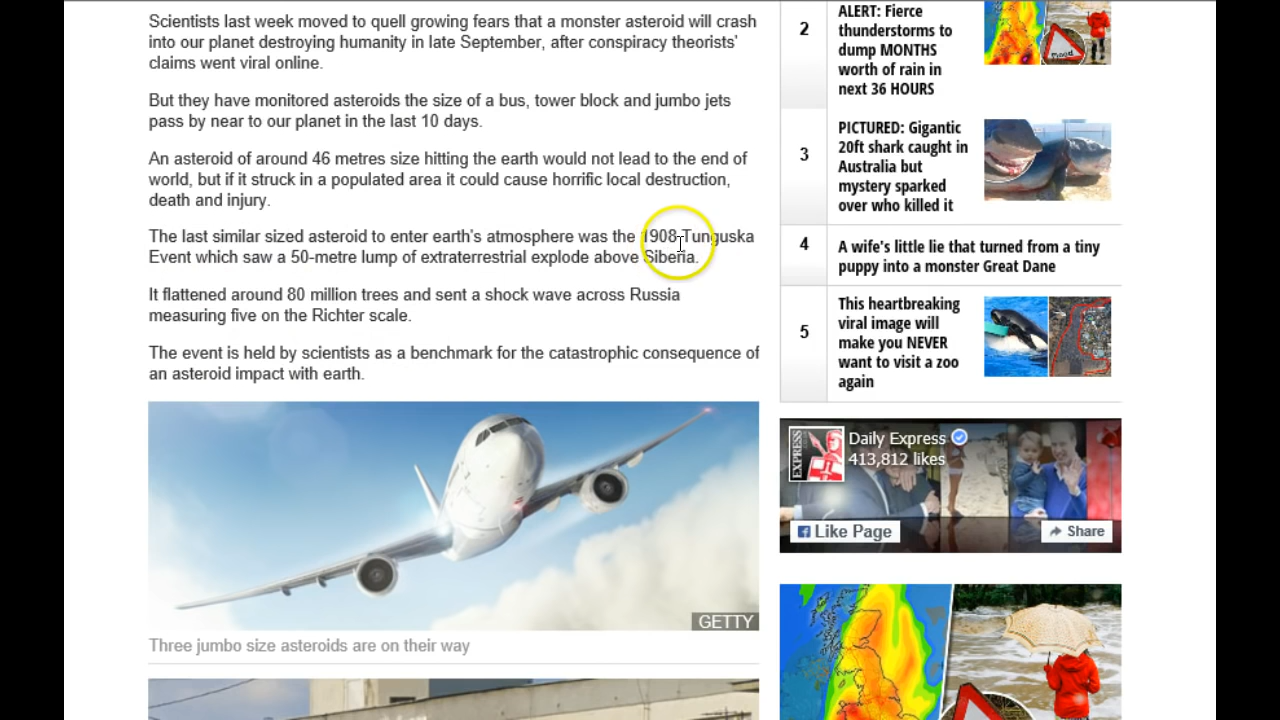 Scientists last week moved to quell growing fears that a monster asteroid will crash
into our planet destroying humanity in late September, after conspiracy theorists'
claims went viral online.
But they have monitored asteroids the size of a bus, tower block and jumbo jets
pass by near to our planet in the last 10 days.
An asteroid of around 46 metres size hitting the earth would not lead to the end of
world, but if it struck in a populated area it could cause horrific local destruction,
death and injury.
The last similar sized asteroid to enter earth's atmosphere was the 1908 Tunguska
Event which saw a 50-metre lump of extraterrestrial explode above Siberia.
It flattened around 80 million trees and sent a shock wave across Russia
measuring five on the Richter scale.
The event is held by scientists as a benchmark for the catastrophic consequence of
an asteroid impact with earth.
GETTY
Three jumbo size asteroids are on their way
2
ALERT: Fierce
thunderstorms to
dump MONTHS
worth of rain in
next 36 HOURS
Flood
3
PICTURED: Gigantic
20ft shark caught in
Australia but
mystery sparked
over who killed it
4
A wife's little lie that turned from a tiny
puppy into a monster Great Dane
5
This heartbreaking
viral image will
make you NEVER
want to visit a zoo
again
EXPRESS
Daily Express
413,812 likes
Like Page
Share